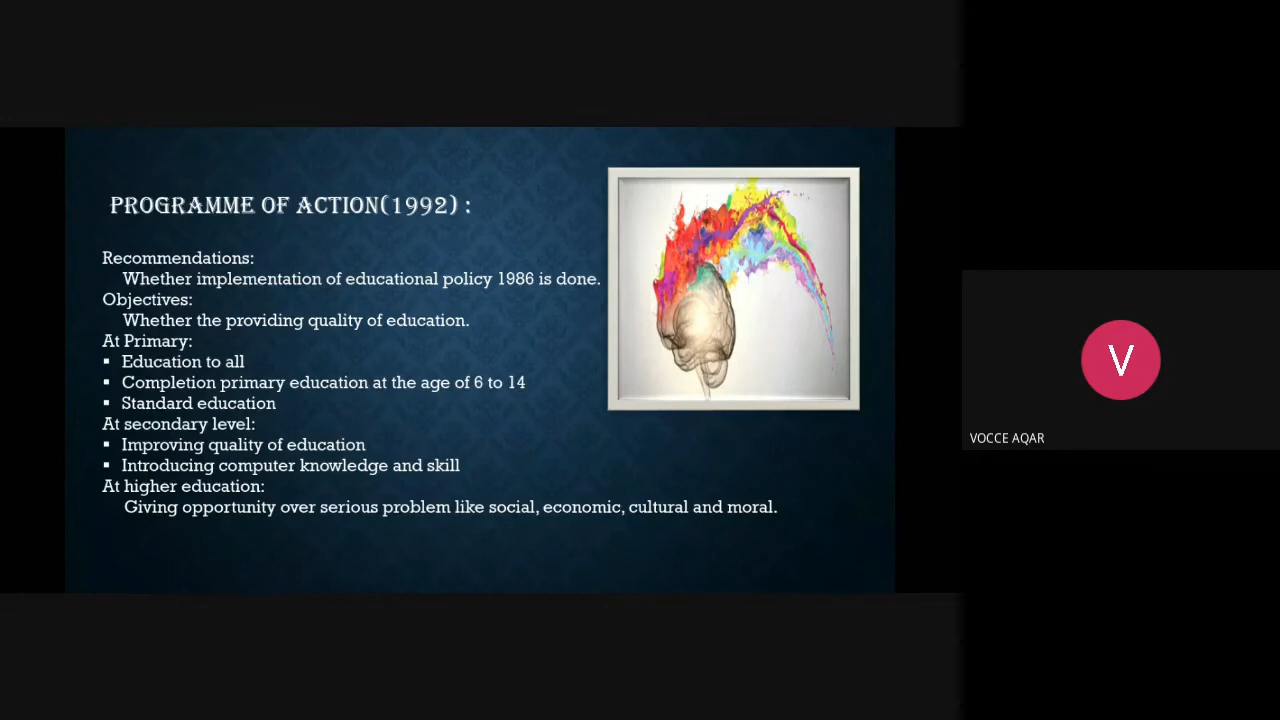 PROGRAMME OF ACTION(1992) :
Recommendations:
Whether implementation of educational policy 1986 is done.
Objectives:
Whether the providing quality of education.
At Primary:
▪ Education to all
▪ Completion primary education at the age of 6 to 14
▪ Standard education
At secondary level:
▪ Improving quality of education
▪ Introducing computer knowledge and skill
At higher education:
Giving opportunity over serious problem like social, economic, cultural and moral.
V
VOCCE AQAR